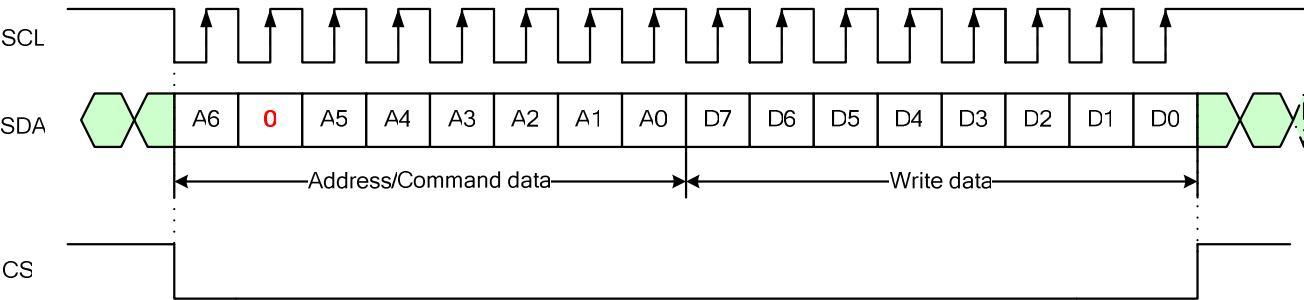 SCL
SDA A6 0 A5 A4 A3 A2 A1 A0 D7 D6 D5 D4 D3 D2 D1 D0
Address/Command data Write data
CS